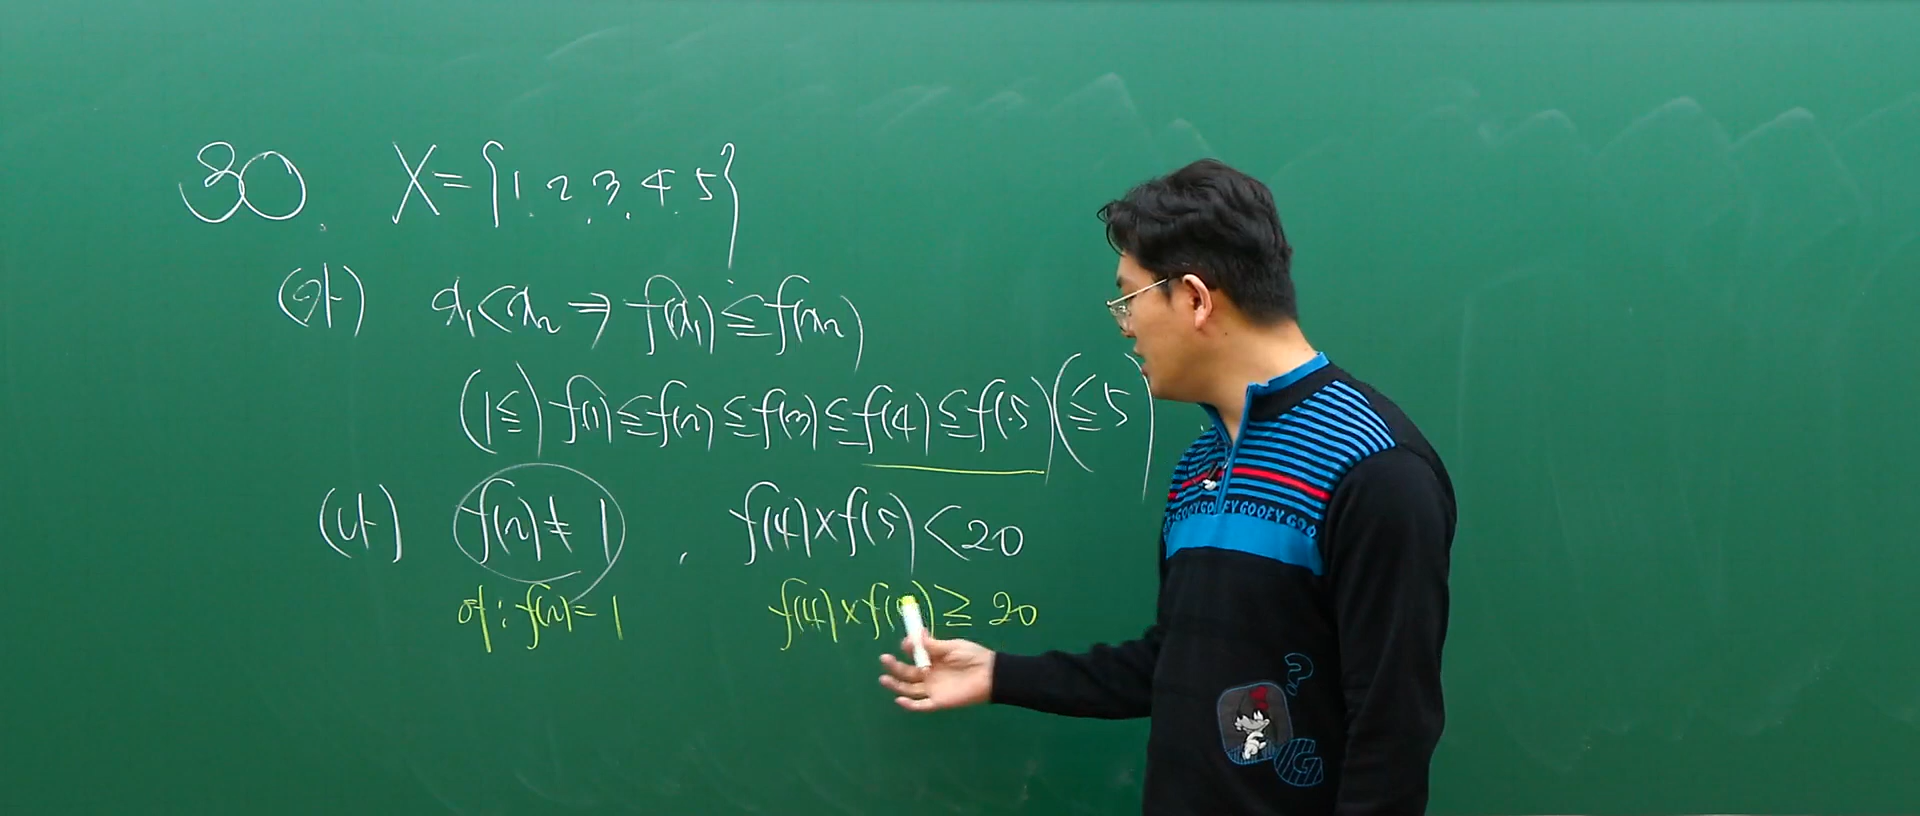 30. X = {1, 2, 3, 4, 5}
(가) x₁<x₂ ⇒ f(x₁) ≦ f(x₂)
(1≦) f(1) ≦ f(2) ≦ f(3) ≦ f(4) ≦ f(5) (≦5)
(나) f(2) ≠ 1 , f(4)×f(5) < 20
여: f(2) = 1 f(4)×f(5) ≧ 20
GOOFY GOOFY GOO
?
G